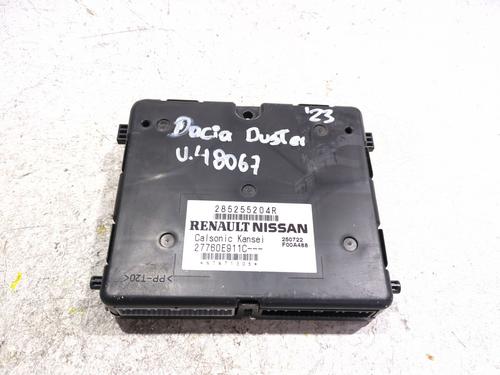 Dacia Duster '23
U.48067
285255204R
RENAULT NISSAN
Calsonic Kansei 250722
27760E911C--- F00A488
>PP-T20<